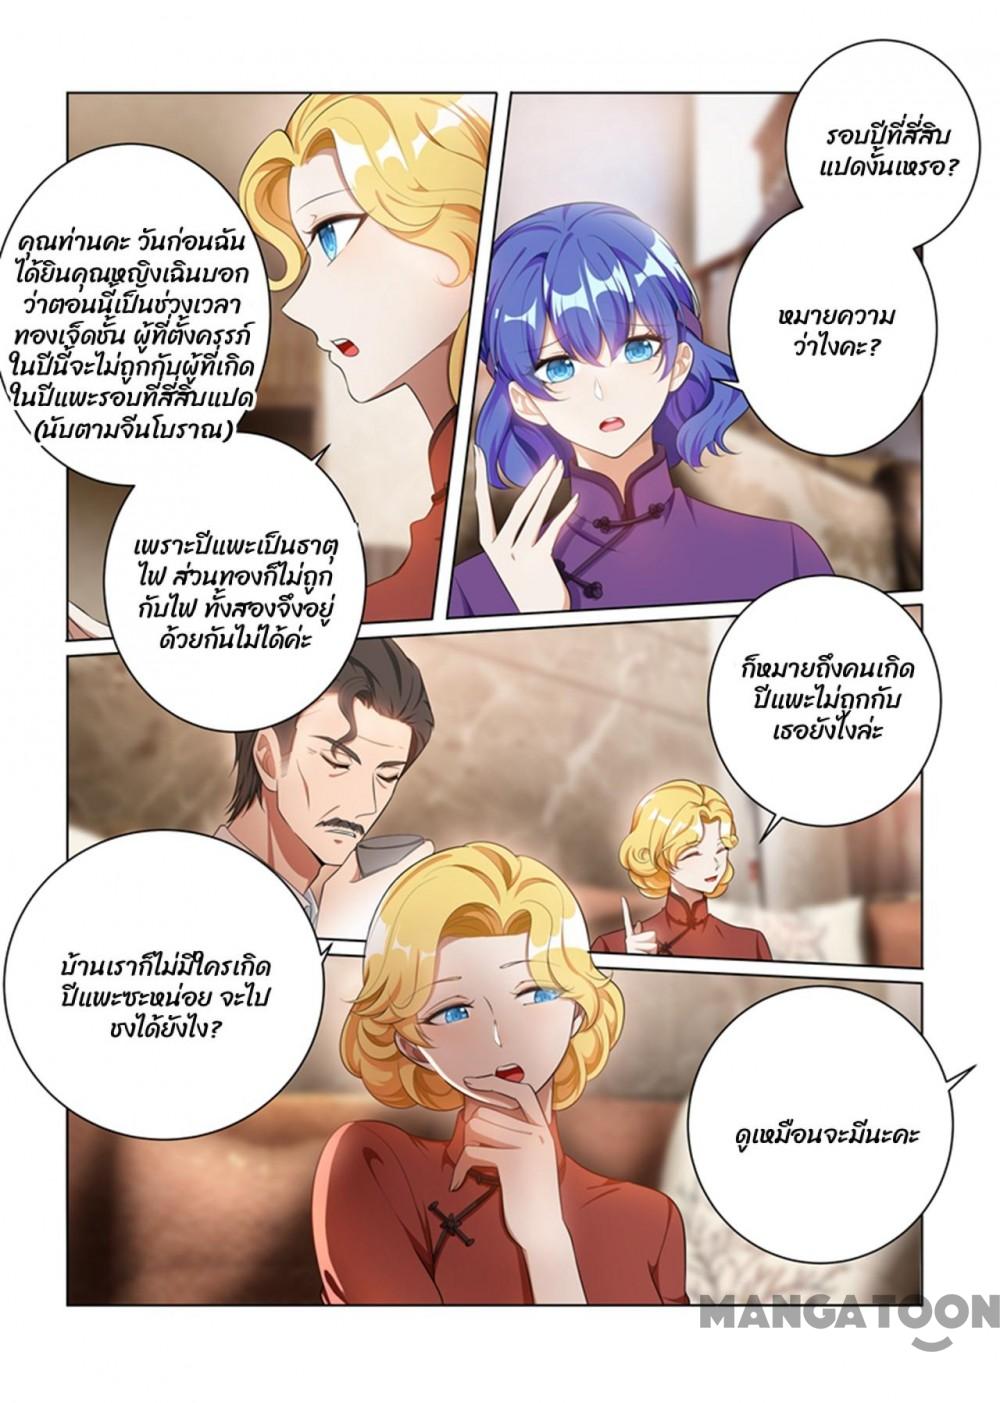 คุณท่านคะ วันก่อนฉัน
ได้ยินคุณหญิงเฉินบอก
ว่าตอนนี้เป็นช่วงเวลา
ทองเจ็ดชั้น ผู้ที่ตั้งครรภ์
ในปีนี้จะไม่ถูกกับผู้ที่เกิด
ในปีแพะรอบที่สี่สิบแปด
(นับตามจีนโบราณ)
เพราะปีแพะเป็นธาตุ
ไฟ ส่วนทองก็ไม่ถูก
กับไฟ ทั้งสองจึงอยู่
ด้วยกันไม่ได้ค่ะ
รอบปีที่สี่สิบ
แปดงั้นเหรอ?
หมายความ
ว่าไงคะ?
ก็หมายถึงคนเกิด
ปีแพะไม่ถูกกับ
เธอยังไงล่ะ
บ้านเราก็ไม่มีใครเกิด
ปีแพะซะหน่อย จะไป
ชงได้ยังไง?
ดูเหมือนจะมีนะคะ
MANGATOON